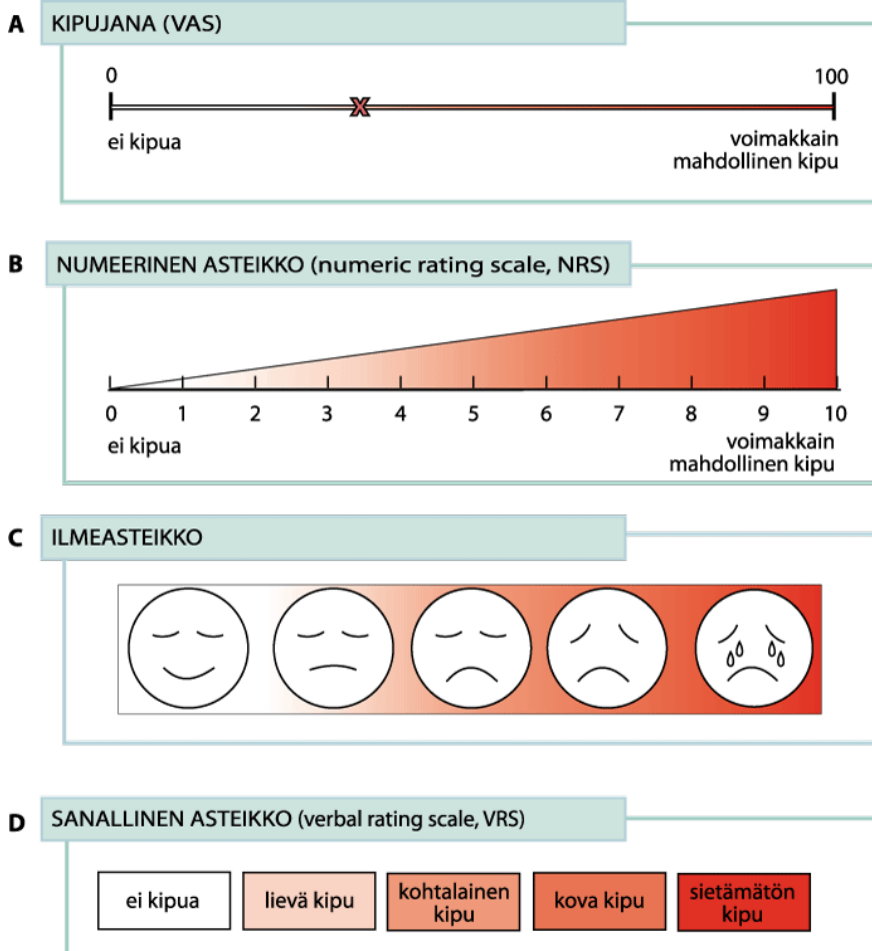 A KIPUJANA (VAS)
0 100
ei kipua
voimakkain
mahdollinen kipu
B NUMEERINEN ASTEIKKO (numeric rating scale, NRS)
0 1 2 3 4 5 6 7 8 9 10
ei kipua
voimakkain
mahdollinen kipu
C ILMEASTEIKKO
D SANALLINEN ASTEIKKO (verbal rating scale, VRS)
ei kipua
lievä kipu
kohtalainen
kipu
kova kipu
sietämätön
kipu